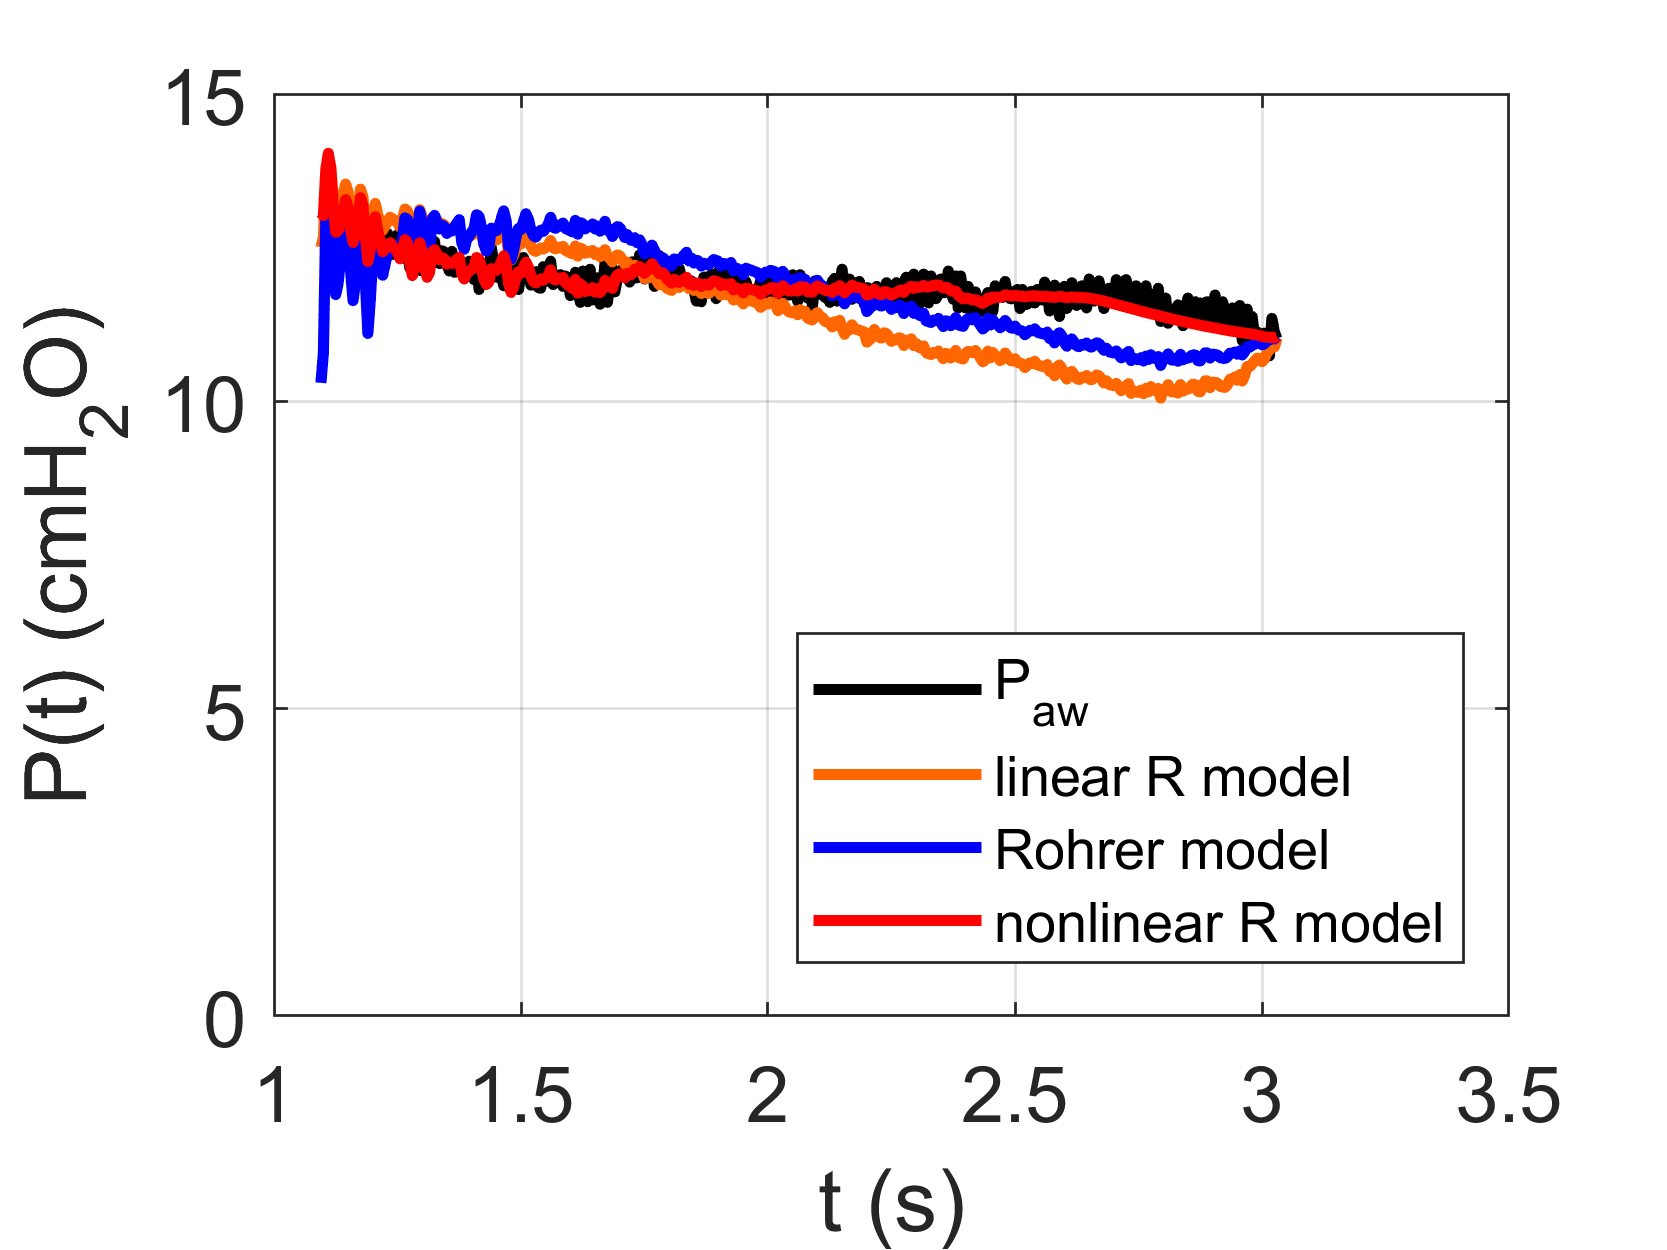 P(t) (cmH₂O)
15
10
5
0
P_aw
linear R model
Rohrer model
nonlinear R model
1 1.5 2 2.5 3 3.5
t (s)